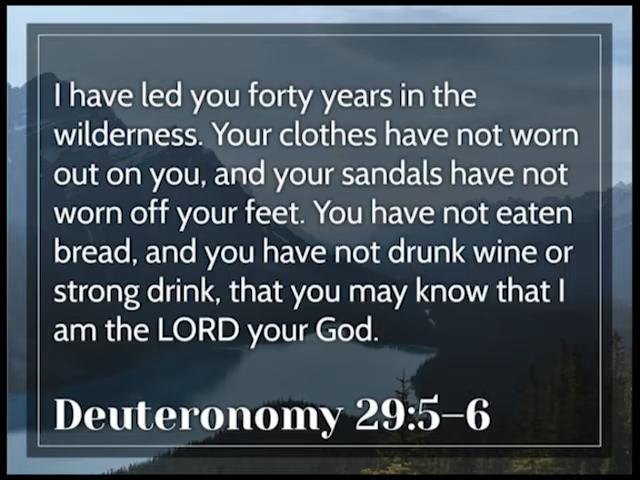 I have led you forty years in the
wilderness. Your clothes have not worn
out on you, and your sandals have not
worn off your feet. You have not eaten
bread, and you have not drunk wine or
strong drink, that you may know that I
am the LORD your God.
Deuteronomy 29:5–6